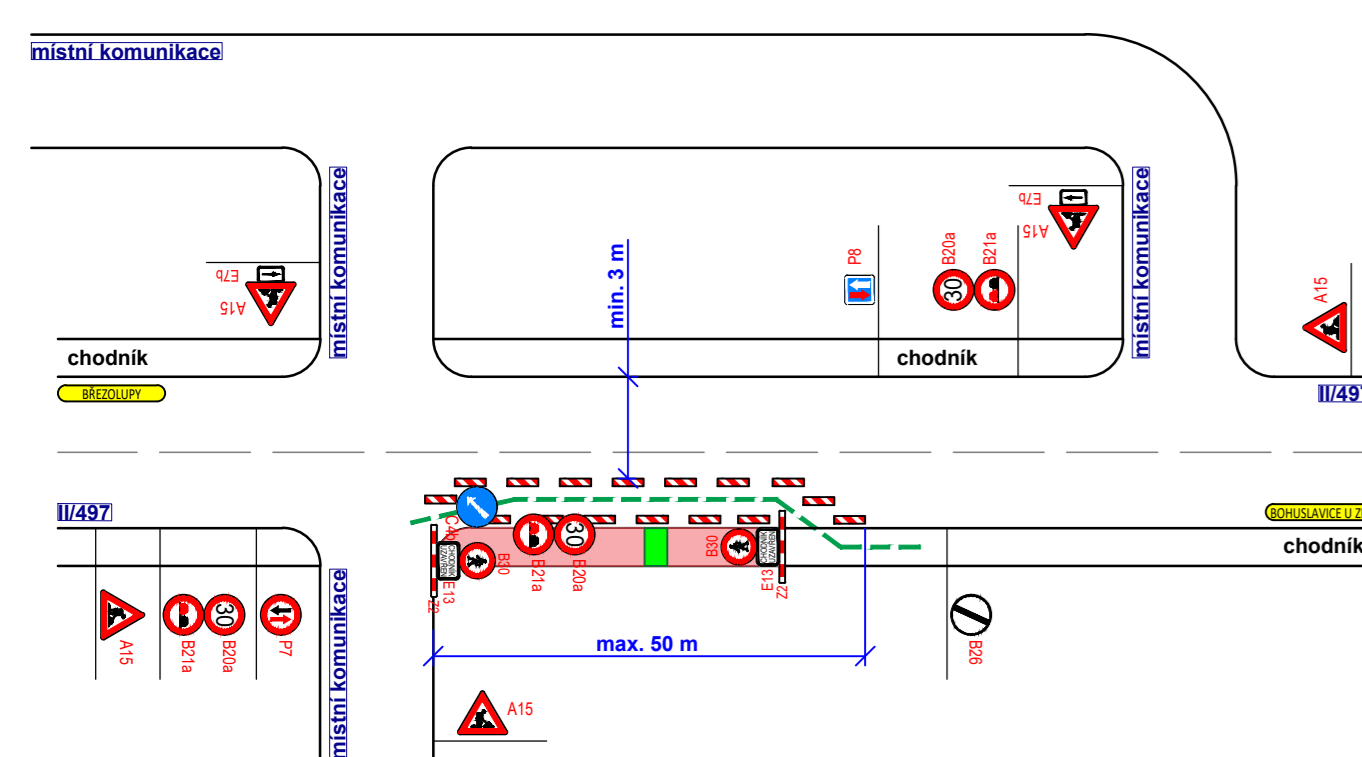 místní komunikace
místní komunikace
místní komunikace
E7b
A15
E7b
A15
P8
B20a
B21a
30
A15
min. 3 m
chodník
chodník
BŘEZOLUPY
II/497
II/497
BOHUSLAVICE U
chodník
C4b
CHODNÍK
UZAVŘEN
E13
Z2
B30
B21a
30
B20a
B30
CHODNÍK
UZAVŘEN
E13
Z2
A15
B21a
30
B20a
P7
místní komunikace
max. 50 m
B26
A15